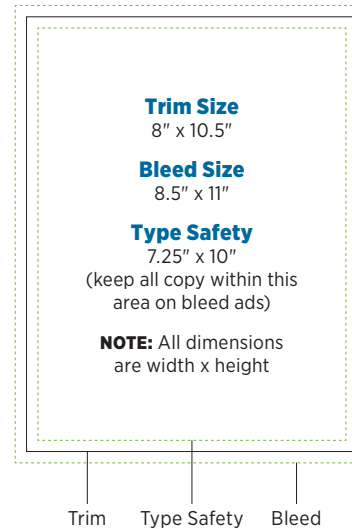 Trim Size
8" x 10.5"
Bleed Size
8.5" x 11"
Type Safety
7.25" x 10"
(keep all copy within this
area on bleed ads)
NOTE: All dimensions
are width x height
Trim Type Safety Bleed